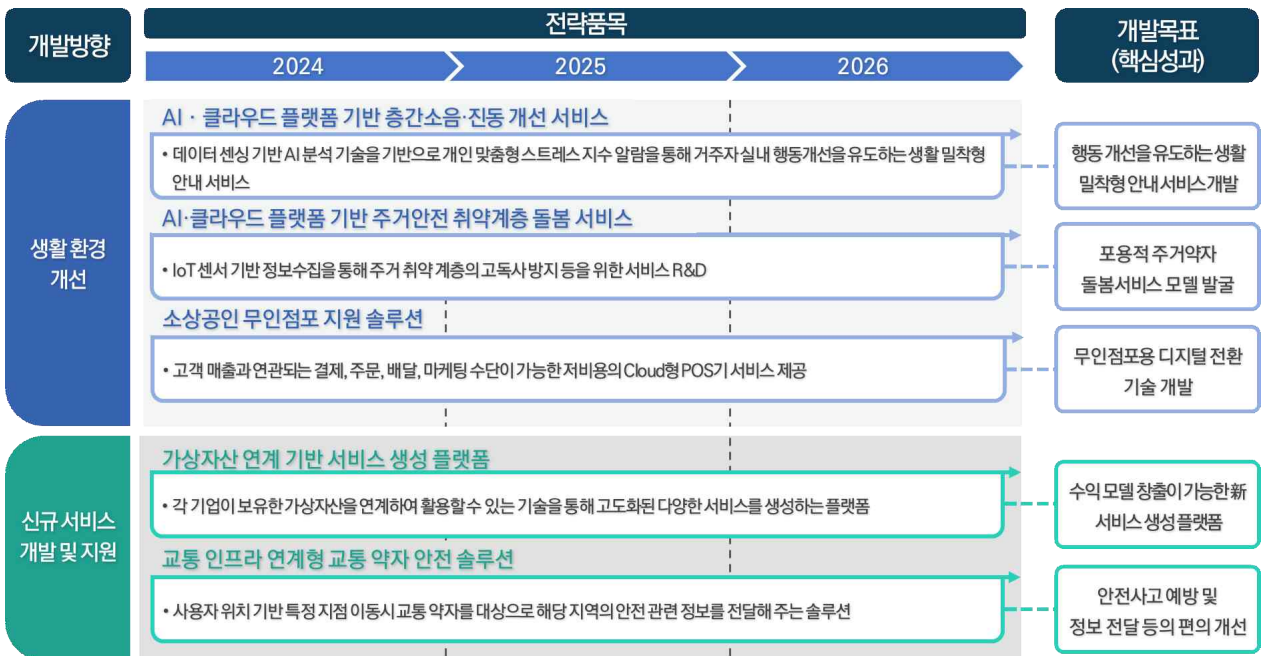 개발방향
전략품목
2024
2025
2026
개발목표
(핵심성과)
생활 환경
개선
AI · 클라우드 플랫폼 기반 층간소음·진동 개선 서비스
• 데이터 센싱 기반 AI 분석 기술을 기반으로 개인 맞춤형 스트레스 지수 알람을 통해 거주자 실내 행동개선을 유도하는 생활 밀착형
안내 서비스
행동 개선을 유도하는 생활
밀착형 안내 서비스 개발
AI·클라우드 플랫폼 기반 주거안전 취약계층 돌봄 서비스
• IoT 센서 기반 정보수집을 통해 주거 취약 계층의 고독사 방지 등을 위한 서비스 R&D
포용적 주거약자
돌봄서비스 모델 발굴
소상공인 무인점포 지원 솔루션
• 고객 매출과 연관되는 결제, 주문, 배달, 마케팅 수단이 가능한 저비용의 Cloud형 POS기 서비스 제공
무인점포용 디지털 전환
기술 개발
신규 서비스
개발 및 지원
가상자산 연계 기반 서비스 생성 플랫폼
• 각 기업이 보유한 가상자산을 연계하여 활용할 수 있는 기술을 통해 고도화된 다양한 서비스를 생성하는 플랫폼
수익 모델 창출이 가능한 新
서비스 생성 플랫폼
교통 인프라 연계형 교통 약자 안전 솔루션
• 사용자 위치 기반 특정 지점 이동시 교통 약자를 대상으로 해당 지역의 안전 관련 정보를 전달해 주는 솔루션
안전사고 예방 및
정보 전달 등의 편의 개선